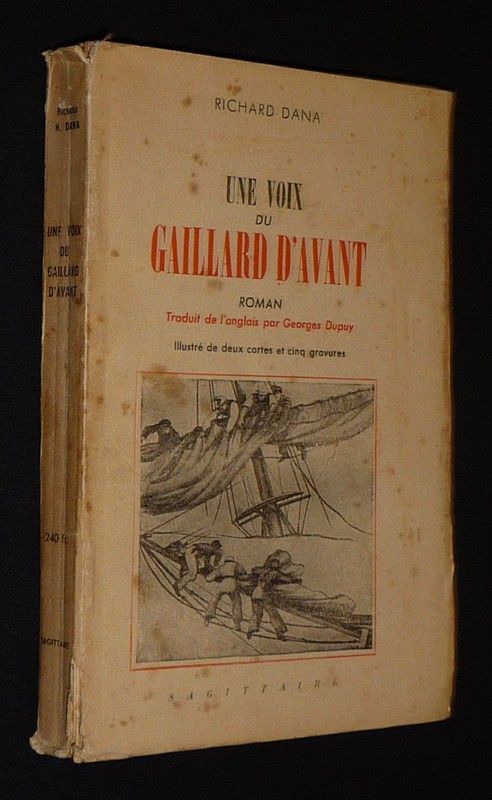 RICHARD DANA
UNE VOIX
DU
GAILLARD D'AVANT
ROMAN
Traduit de l'anglais par Georges Dupuy
Illustré de deux cartes et cinq gravures
SAGITTAIRE
RICHARD
H. DANA
UNE VOIX
DU
GAILLARD
D'AVANT
240 fr
SAGITTAIRE